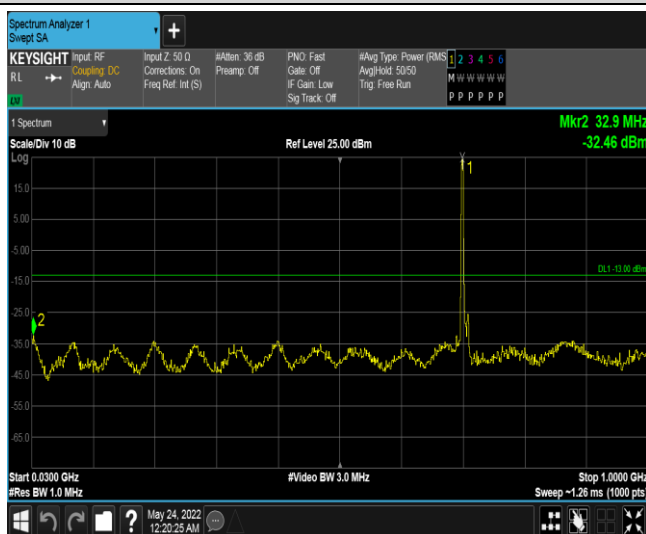 Spectrum Analyzer 1
Swept SA
+
KEYSIGHT
RL
Input: RF
Coupling: DC
Align: Auto
Input Z: 50 Ω
Corrections: On
Freq Ref: Int (S)
#Atten: 36 dB
Preamp: Off
PNO: Fast
Gate: Off
IF Gain: Low
Sig Track: Off
#Avg Type: Power (RMS
Avg|Hold: 50/50
Trig: Free Run
1 2 3 4 5 6
M W W W W W
P P P P P P
1 Spectrum
Scale/Div 10 dB
Ref Level 25.00 dBm
Mkr2 32.9 MHz
-32.46 dBm
Log
15.0
5.00
-5.00
-15.0
-25.0
-35.0
-45.0
-55.0
-65.0
1
DL1 -13.00 dBm
2
Start 0.0300 GHz
#Video BW 3.0 MHz
Stop 1.0000 GHz
#Res BW 1.0 MHz
Sweep ~1.26 ms (1000 pts)
?
May 24, 2022
12:20:25 AM